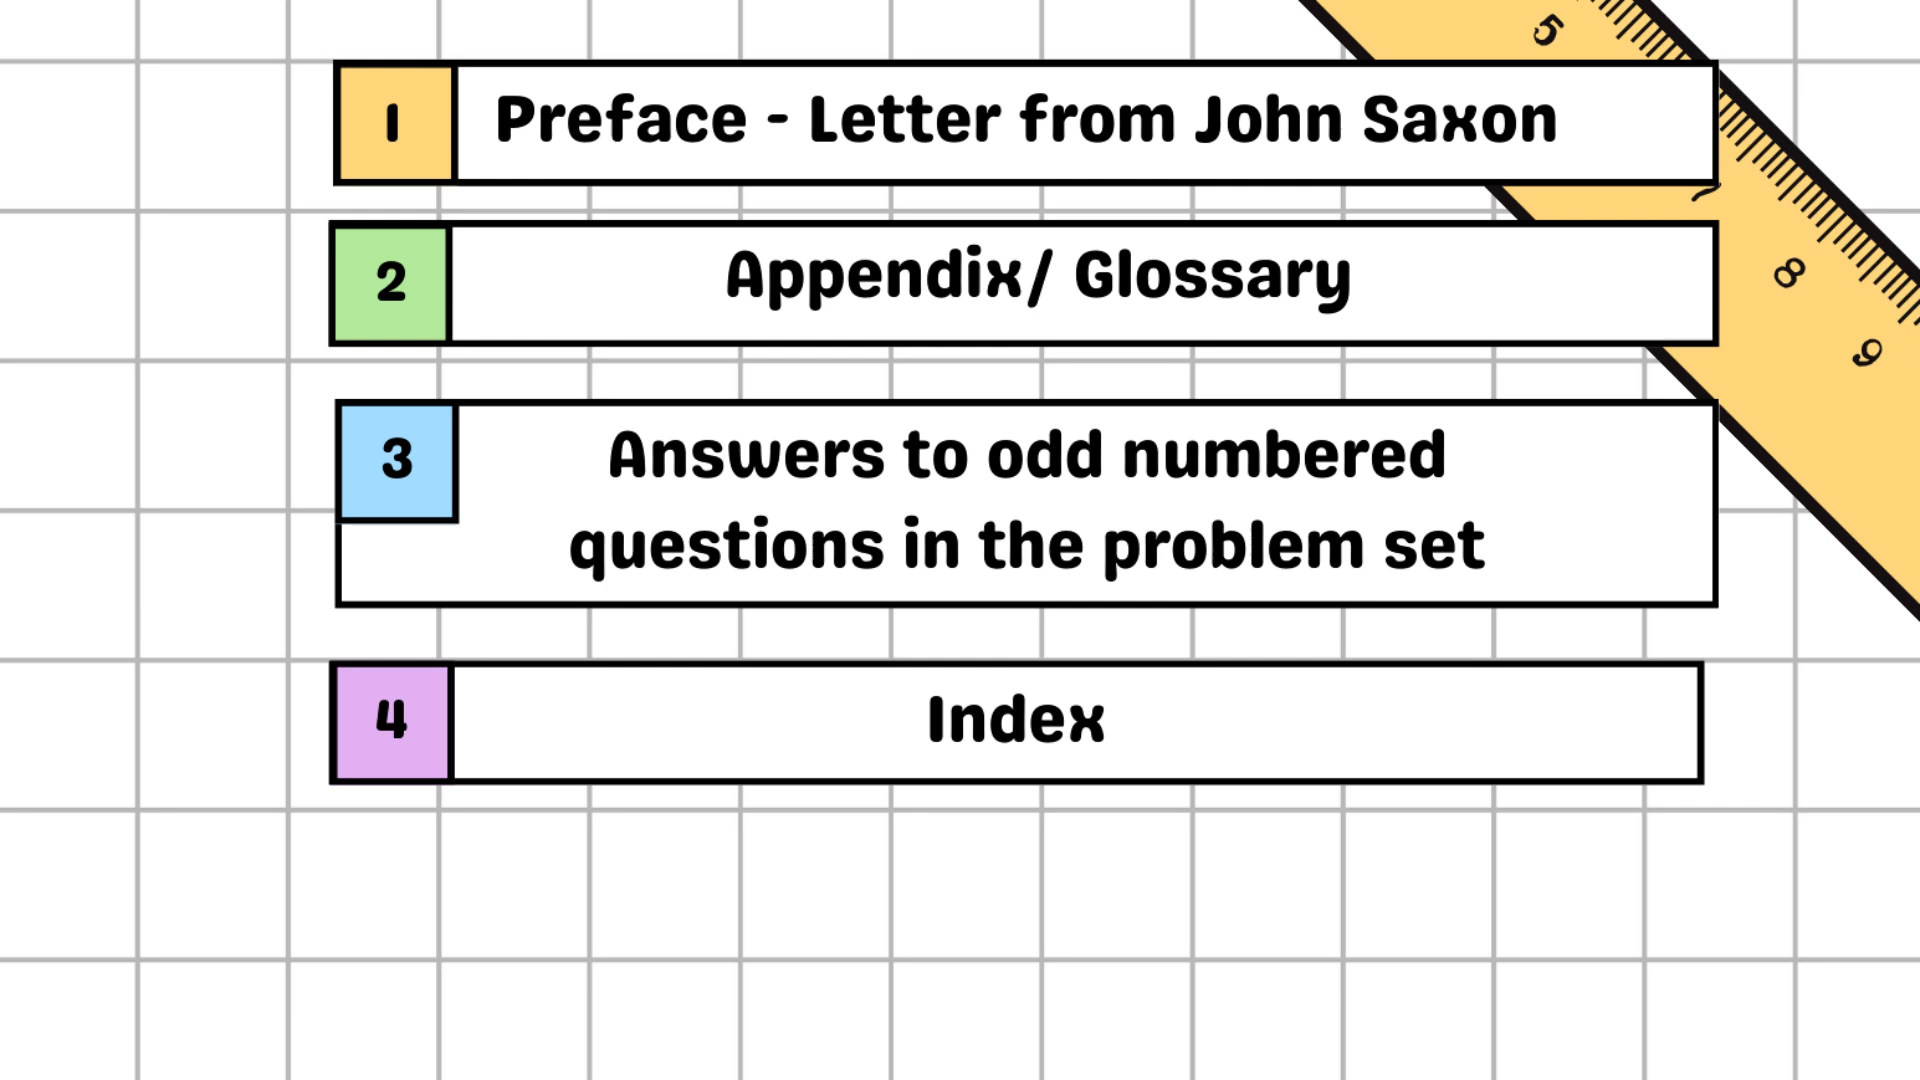 5
1
Preface - Letter from John Saxon
2
Appendix/ Glossary
8
9
3
Answers to odd numbered
questions in the problem set
4
Index